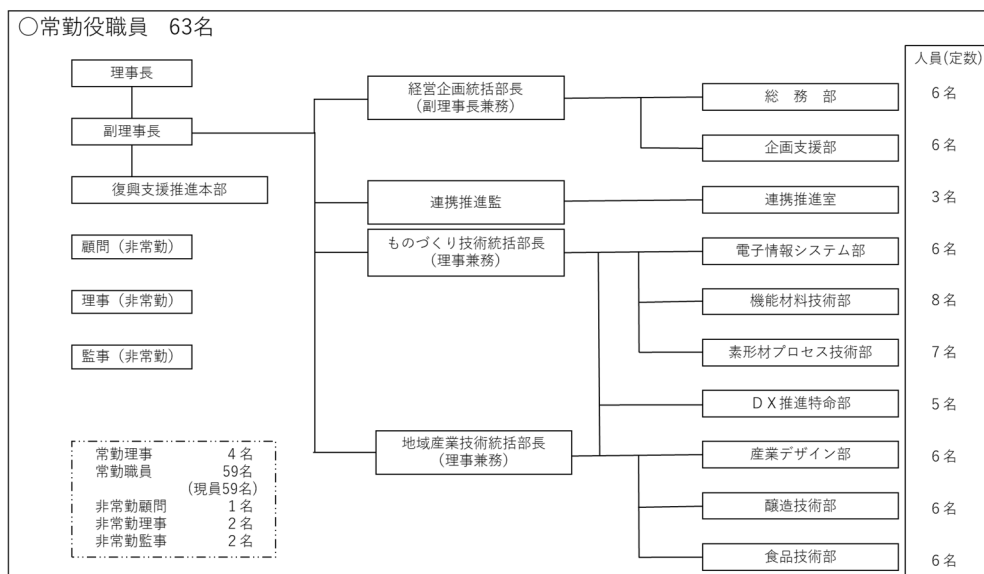 ○常勤役職員　63名
人員(定数)
理事長
副理事長
復興支援推進本部
顧問（非常勤）
理事（非常勤）
監事（非常勤）
経営企画統括部長
(副理事長兼務)
連携推進監
ものづくり技術統括部長
(理事兼務)
地域産業技術統括部長
(理事兼務)
総　務　部　6名
企画支援部　6名
連携推進室　3名
電子情報システム部　6名
機能材料技術部　8名
素形材プロセス技術部　7名
ＤＸ推進特命部　5名
産業デザイン部　6名
醸造技術部　6名
食品技術部　6名
常勤理事　4名
常勤職員　59名
(現員59名)
非常勤顧問　1名
非常勤理事　2名
非常勤監事　2名